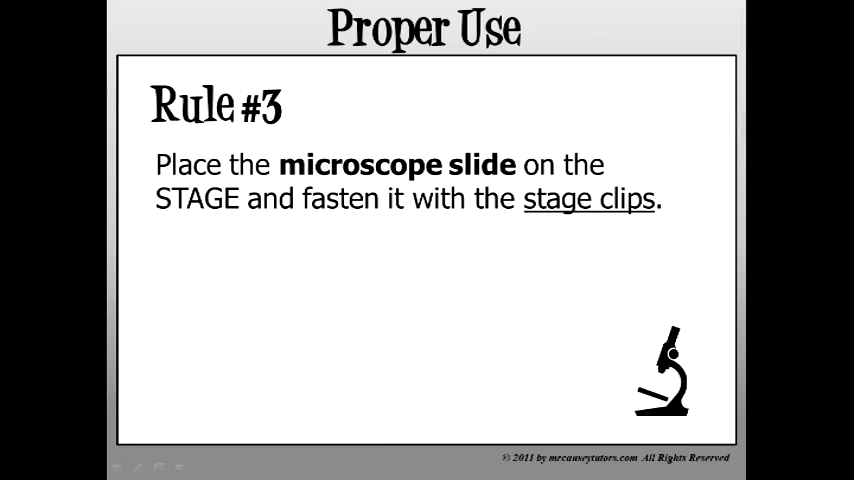 Proper Use
Rule #3
Place the microscope slide on the
STAGE and fasten it with the stage clips.
© 2011 by mrcauseytutors.com All Rights Reserved